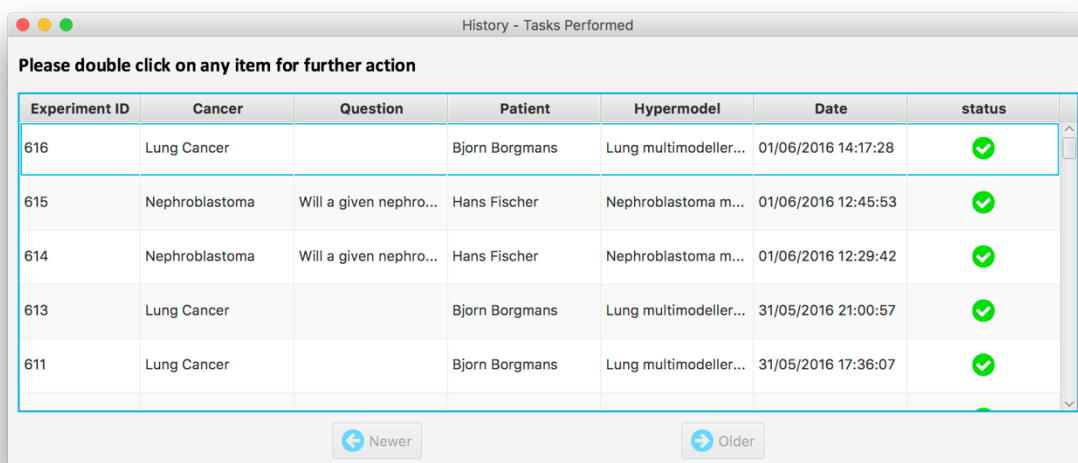 History - Tasks Performed
Please double click on any item for further action
Experiment ID Cancer Question Patient Hypermodel Date status
616 Lung Cancer Bjorn Borgmans Lung multimodeller... 01/06/2016 14:17:28
615 Nephroblastoma Will a given nephro... Hans Fischer Nephroblastoma m... 01/06/2016 12:45:53
614 Nephroblastoma Will a given nephro... Hans Fischer Nephroblastoma m... 01/06/2016 12:29:42
613 Lung Cancer Bjorn Borgmans Lung multimodeller... 31/05/2016 21:00:57
611 Lung Cancer Bjorn Borgmans Lung multimodeller... 31/05/2016 17:36:07
Newer Older